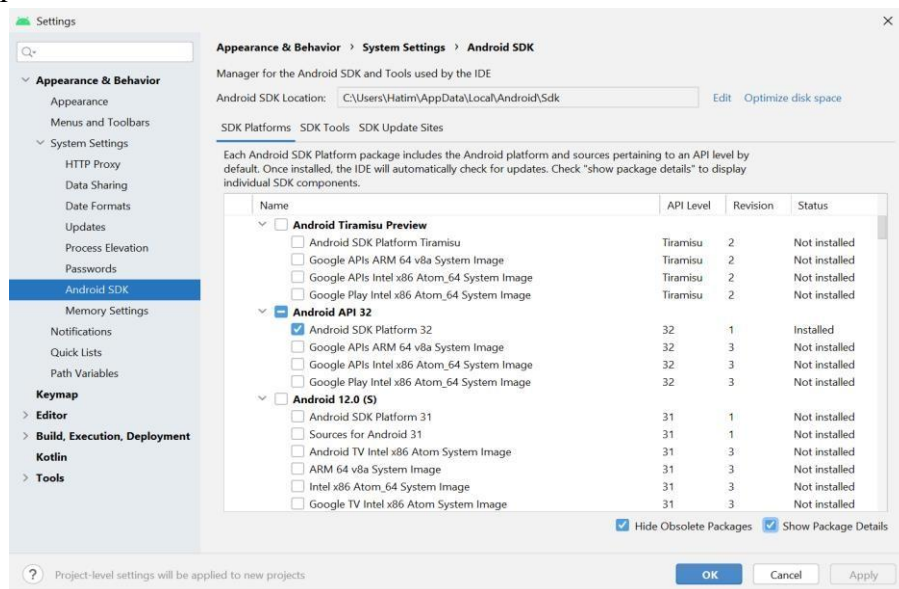 Settings
Appearance & Behavior
Appearance
Menus and Toolbars
System Settings
HTTP Proxy
Data Sharing
Date Formats
Updates
Process Elevation
Passwords
Android SDK
Memory Settings
Notifications
Quick Lists
Path Variables
Keymap
Editor
Build, Execution, Deployment
Kotlin
Tools
Appearance & Behavior > System Settings > Android SDK
Manager for the Android SDK and Tools used by the IDE
Android SDK Location: C:\Users\Hatim\AppData\Local\Android\Sdk Edit Optimize disk space
SDK Platforms SDK Tools SDK Update Sites
Each Android SDK Platform package includes the Android platform and sources pertaining to an API level by
default. Once installed, the IDE will automatically check for updates. Check "show package details" to display
individual SDK components.
Name API Level Revision Status
Android Tiramisu Preview
Android SDK Platform Tiramisu Tiramisu 2 Not installed
Google APIs ARM 64 v8a System Image Tiramisu 2 Not installed
Google APIs Intel x86 Atom_64 System Image Tiramisu 2 Not installed
Google Play Intel x86 Atom_64 System Image Tiramisu 2 Not installed
Android API 32
Android SDK Platform 32 32 1 Installed
Google APIs ARM 64 v8a System Image 32 3 Not installed
Google APIs Intel x86 Atom_64 System Image 32 3 Not installed
Google Play Intel x86 Atom_64 System Image 32 3 Not installed
Android 12.0 (S)
Android SDK Platform 31 31 1 Not installed
Sources for Android 31 31 1 Not installed
Android TV Intel x86 Atom System Image 31 3 Not installed
ARM 64 v8a System Image 31 3 Not installed
Intel x86 Atom_64 System Image 31 3 Not installed
Google TV Intel x86 Atom System Image 31 3 Not installed
Hide Obsolete Packages Show Package Details
? Project-level settings will be applied to new projects
OK Cancel Apply